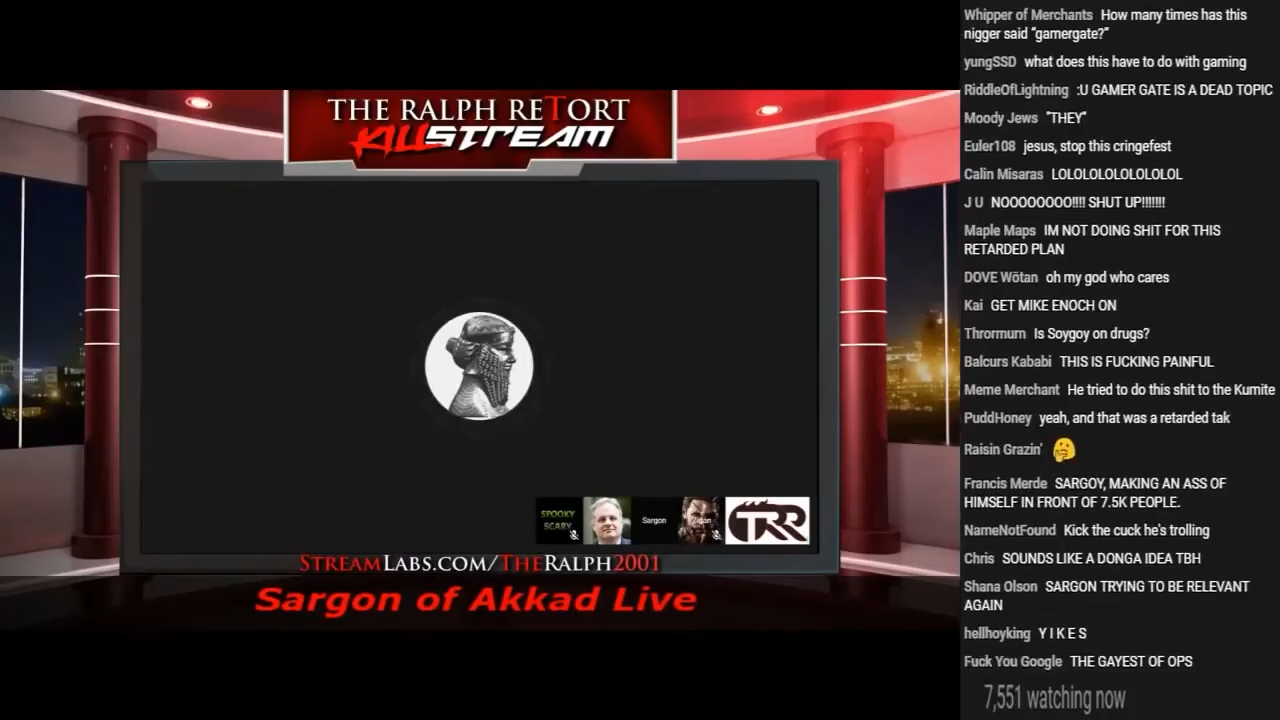 THE RALPH RETORT
KILLSTREAM
SPOOKY
SCARY
Sargon
TRR
STREAMLABS.COM/THERALPH2001
Sargon of Akkad Live
Whipper of Merchants How many times has this
nigger said "gamergate?"
yungSSD what does this have to do with gaming
RiddleOfLightning :U GAMER GATE IS A DEAD TOPIC
Moody Jews "THEY"
Euler108 jesus, stop this cringefest
Calin Misaras LOLOLOLOLOLOLOLOL
J U NOOOOOOOO!!!! SHUT UP!!!!!!!
Maple Maps IM NOT DOING SHIT FOR THIS
RETARDED PLAN
DOVE Wōtan oh my god who cares
Kai GET MIKE ENOCH ON
Throrrnurn Is Soygoy on drugs?
Balcurs Kababi THIS IS FUCKING PAINFUL
Meme Merchant He tried to do this shit to the Kumite
PuddHoney yeah, and that was a retarded tak
Raisin Grazin' 🤔
Francis Merde SARGOY, MAKING AN ASS OF
HIMSELF IN FRONT OF 7.5K PEOPLE.
NameNotFound Kick the cuck he's trolling
Chris SOUNDS LIKE A DONGA IDEA TBH
Shana Olson SARGON TRYING TO BE RELEVANT
AGAIN
hellhoyking Y I K E S
Fuck You Google THE GAYEST OF OPS
7,551 watching now